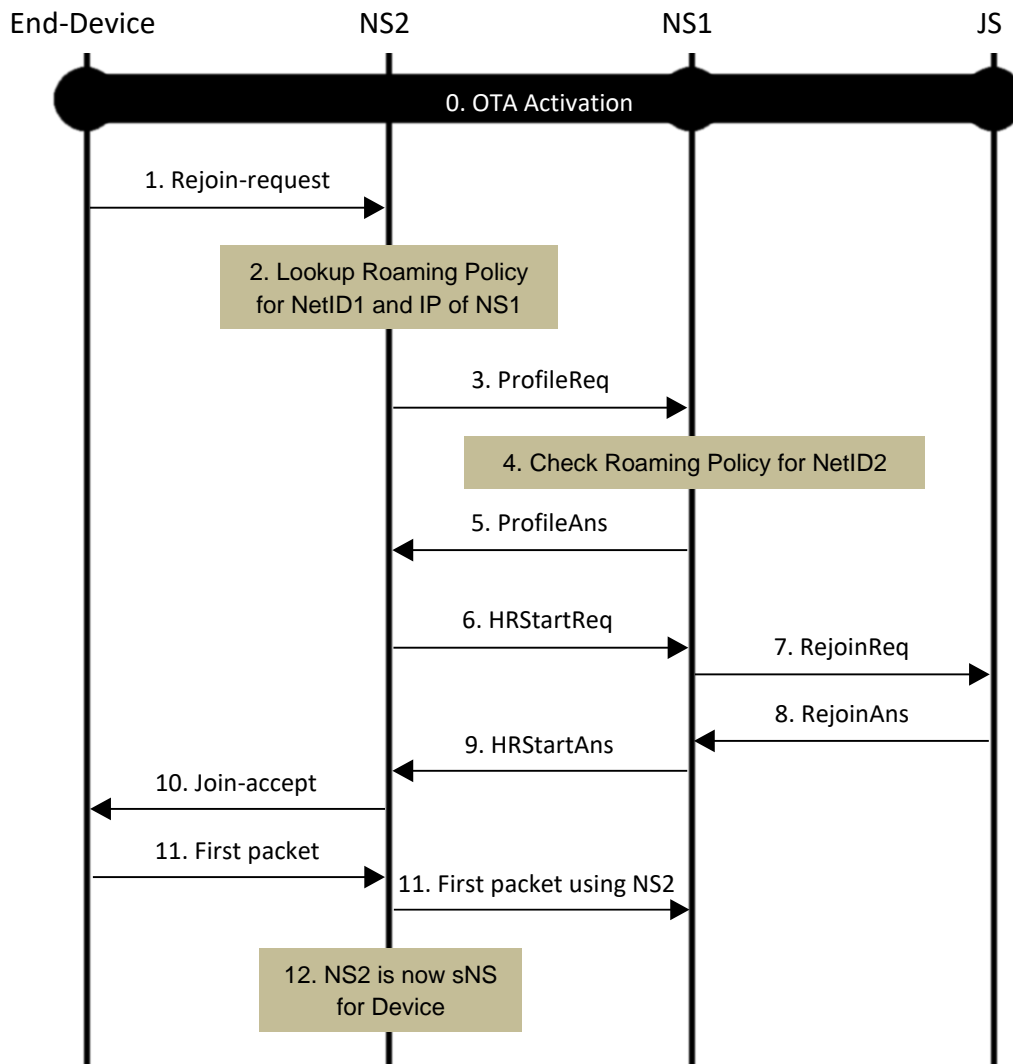 End-Device NS2 NS1 JS
0. OTA Activation
1. Rejoin-request
2. Lookup Roaming Policy
for NetID1 and IP of NS1
3. ProfileReq
4. Check Roaming Policy for NetID2
5. ProfileAns
6. HRStartReq
7. RejoinReq
8. RejoinAns
9. HRStartAns
10. Join-accept
11. First packet
11. First packet using NS2
12. NS2 is now sNS
for Device